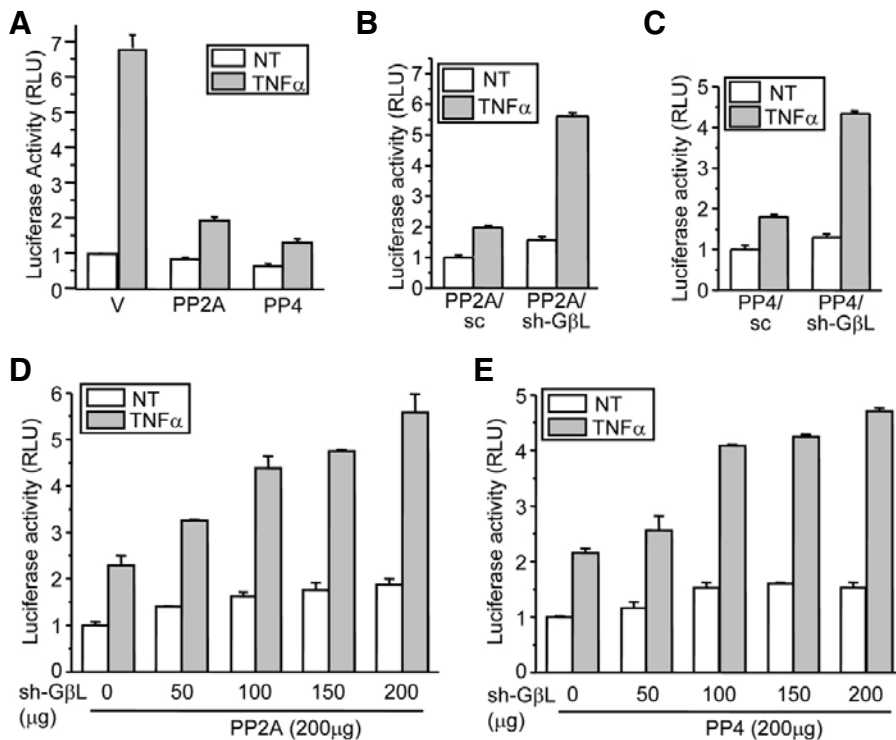 A
Luciferase Activity (RLU)
7
6
5
4
3
2
1
0
NT
TNFα
V PP2A PP4
B
Luciferase activity (RLU)
7
6
5
4
3
2
1
0
NT
TNFα
PP2A/ PP2A/
sc sh-GβL
C
Luciferase activity (RLU)
5
4
3
2
1
0
NT
TNFα
PP4/ PP4/
sc sh-GβL
D
Luciferase activity (RLU)
6
5
4
3
2
1
0
NT
TNFα
sh-GβL 0 50 100 150 200
(μg)
PP2A (200μg)
E
Luciferase activity (RLU)
5
4
3
2
1
0
NT
TNFα
sh-GβL 0 50 100 150 200
(μg)
PP4 (200μg)